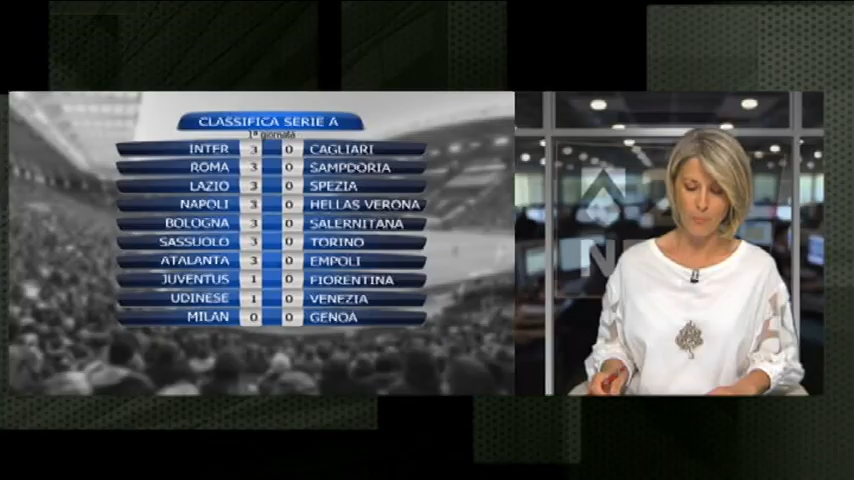 CLASSIFICA SERIE A
1ª giornata
INTER 3 0 CAGLIARI
ROMA 3 0 SAMPDORIA
LAZIO 3 0 SPEZIA
NAPOLI 3 0 HELLAS VERONA
BOLOGNA 3 0 SALERNITANA
SASSUOLO 3 0 TORINO
ATALANTA 3 0 EMPOLI
JUVENTUS 1 0 FIORENTINA
UDINESE 1 0 VENEZIA
MILAN 0 0 GENOA